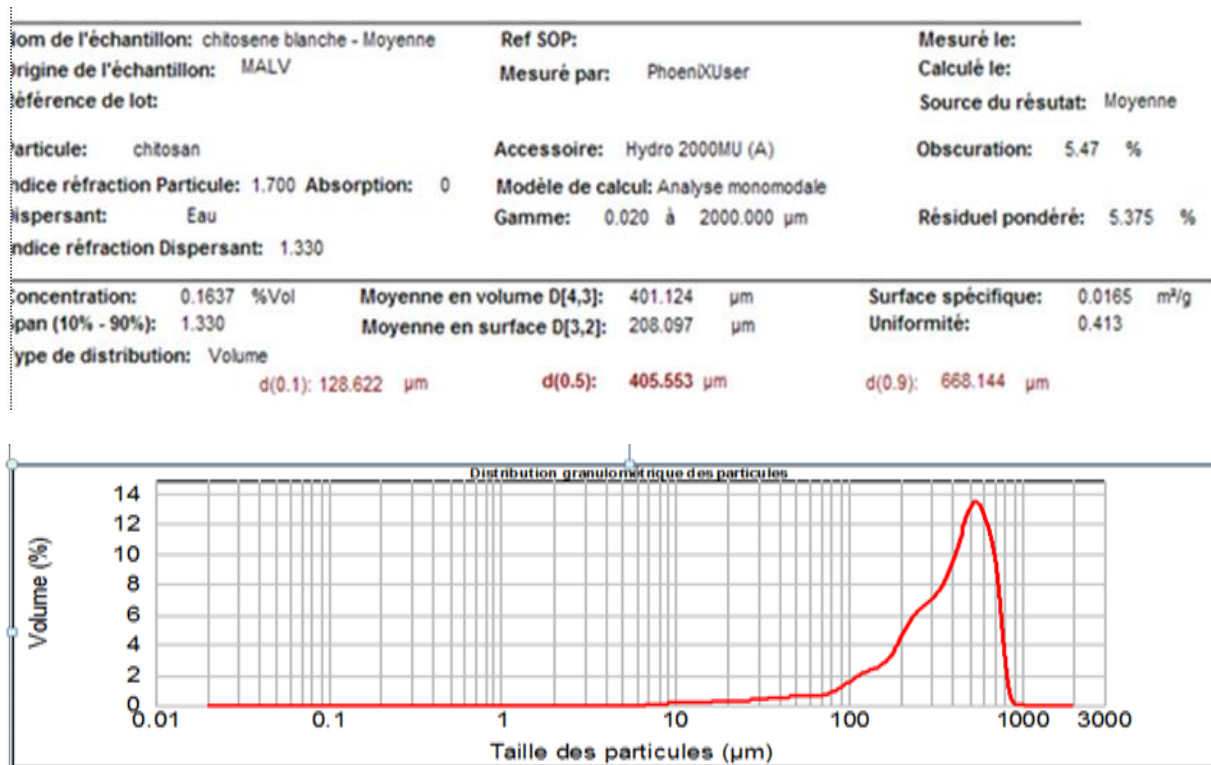 om de l'échantillon: chitosene blanche - Moyenne Ref SOP: Mesuré le:
rigine de l'échantillon: MALV Mesuré par: PhoeniXUser Calculé le:
éférence de lot: Source du résutat: Moyenne
articule: chitosan Accessoire: Hydro 2000MU (A) Obscuration: 5.47 %
ndice réfraction Particule: 1.700 Absorption: 0 Modèle de calcul: Analyse monomodale
ispersant: Eau Gamme: 0.020 à 2000.000 µm Résiduel pondéré: 5.375 %
ndice réfraction Dispersant: 1.330
oncentration: 0.1637 %Vol Moyenne en volume D[4,3]: 401.124 µm Surface spécifique: 0.0165 m²/g
pan (10% - 90%): 1.330 Moyenne en surface D[3,2]: 208.097 µm Uniformité: 0.413
ype de distribution: Volume
d(0.1): 128.622 µm d(0.5): 405.553 µm d(0.9): 668.144 µm
Distribution granulométrique des particules
Volume (%)
14
12
10
8
6
4
2
0
0.01 0.1 1 10 100 1000 3000
Taille des particules (µm)